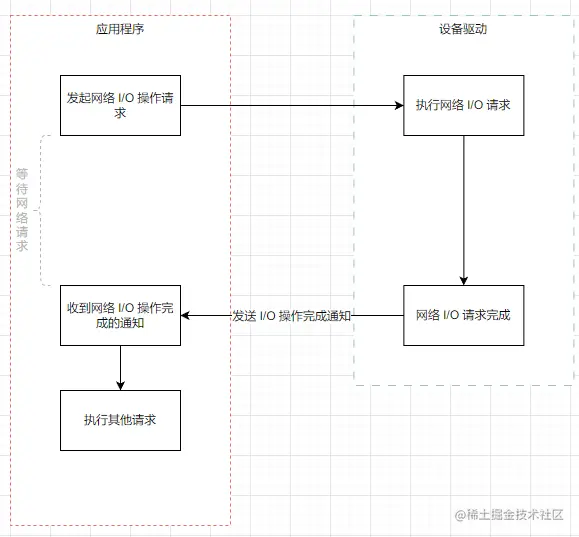 应用程序
设备驱动
发起网络 I/O 操作请
求
执行网络 I/O 请求
等
待
网
络
请
求
收到网络 I/O 操作完
成的通知
发送 I/O 操作完成通知
网络 I/O 请求完成
执行其他请求
@稀土掘金技术社区